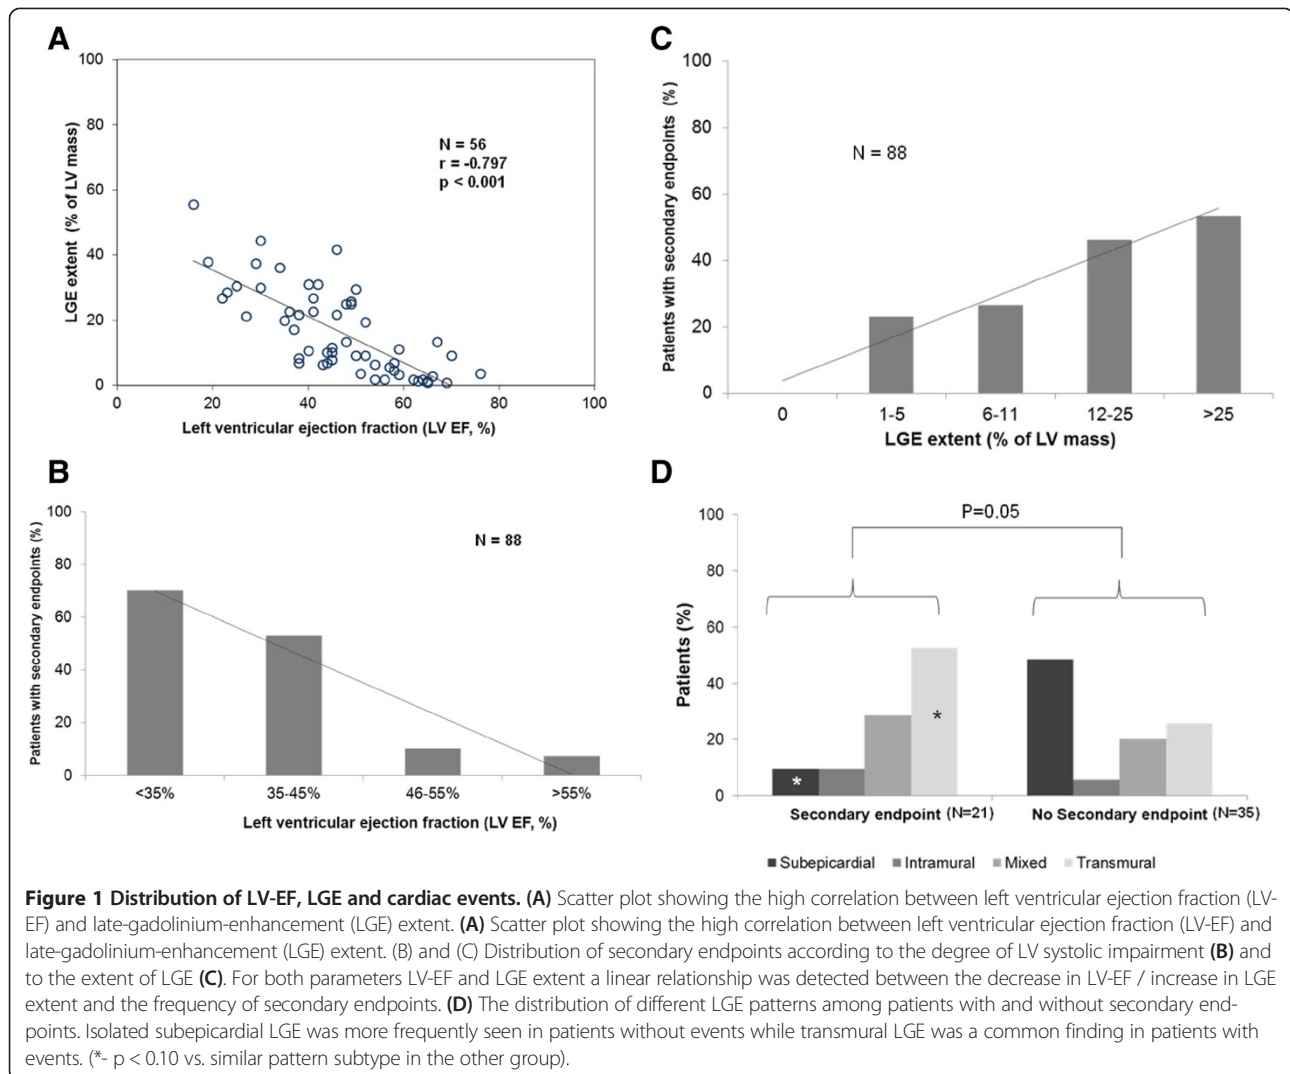 A
100
80
60
40
20
0
LGE extent (% of LV mass)
N = 56
r = -0.797
p < 0.001
0 20 40 60 80 100
Left ventricular ejection fraction (LV EF, %)
B
100
80
60
40
20
0
Patients with secondary endpoints (%)
N = 88
<35% 35-45% 46-55% >55%
Left ventricular ejection fraction (LV EF, %)
C
100
80
60
40
20
0
Patients with secondary endpoints (%)
N = 88
0 1-5 6-11 12-25 >25
LGE extent (% of LV mass)
D
100
80
60
40
20
0
Patients (%)
P=0.05
*
*
Secondary endpoint (N=21) No Secondary endpoint (N=35)
Subepicardial Intramural Mixed Transmural
Figure 1 Distribution of LV-EF, LGE and cardiac events. (A) Scatter plot showing the high correlation between left ventricular ejection fraction (LV-
EF) and late-gadolinium-enhancement (LGE) extent. (A) Scatter plot showing the high correlation between left ventricular ejection fraction (LV-EF) and
late-gadolinium-enhancement (LGE) extent. (B) and (C) Distribution of secondary endpoints according to the degree of LV systolic impairment (B) and
to the extent of LGE (C). For both parameters LV-EF and LGE extent a linear relationship was detected between the decrease in LV-EF / increase in LGE
extent and the frequency of secondary endpoints. (D) The distribution of different LGE patterns among patients with and without secondary end-
points. Isolated subepicardial LGE was more frequently seen in patients without events while transmural LGE was a common finding in patients with
events. (*- p < 0.10 vs. similar pattern subtype in the other group).